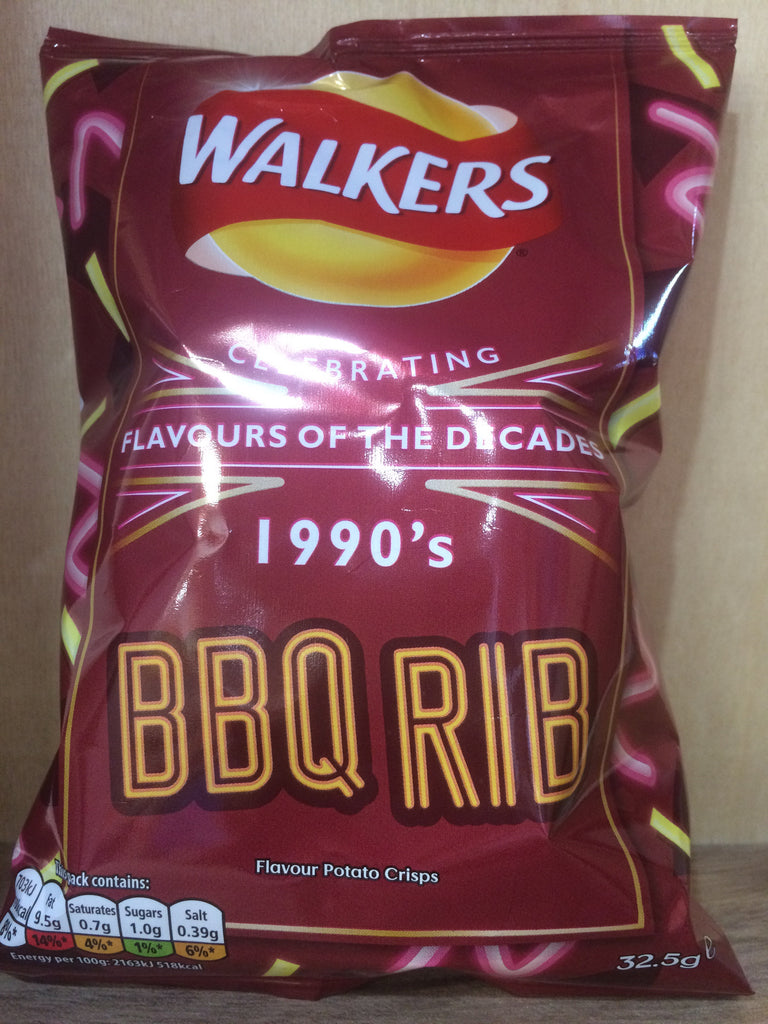 WALKERS
®
CELEBRATING
FLAVOURS OF THE DECADES
1990's
BBQ RIB
Flavour Potato Crisps
This pack contains:
703kJ
Fat 9.5g 14%*
Saturates 0.7g 4%*
Sugars 1.0g 1%*
Salt 0.39g 6%*
Energy per 100g: 2163kJ 518kcal
32.5g ℮